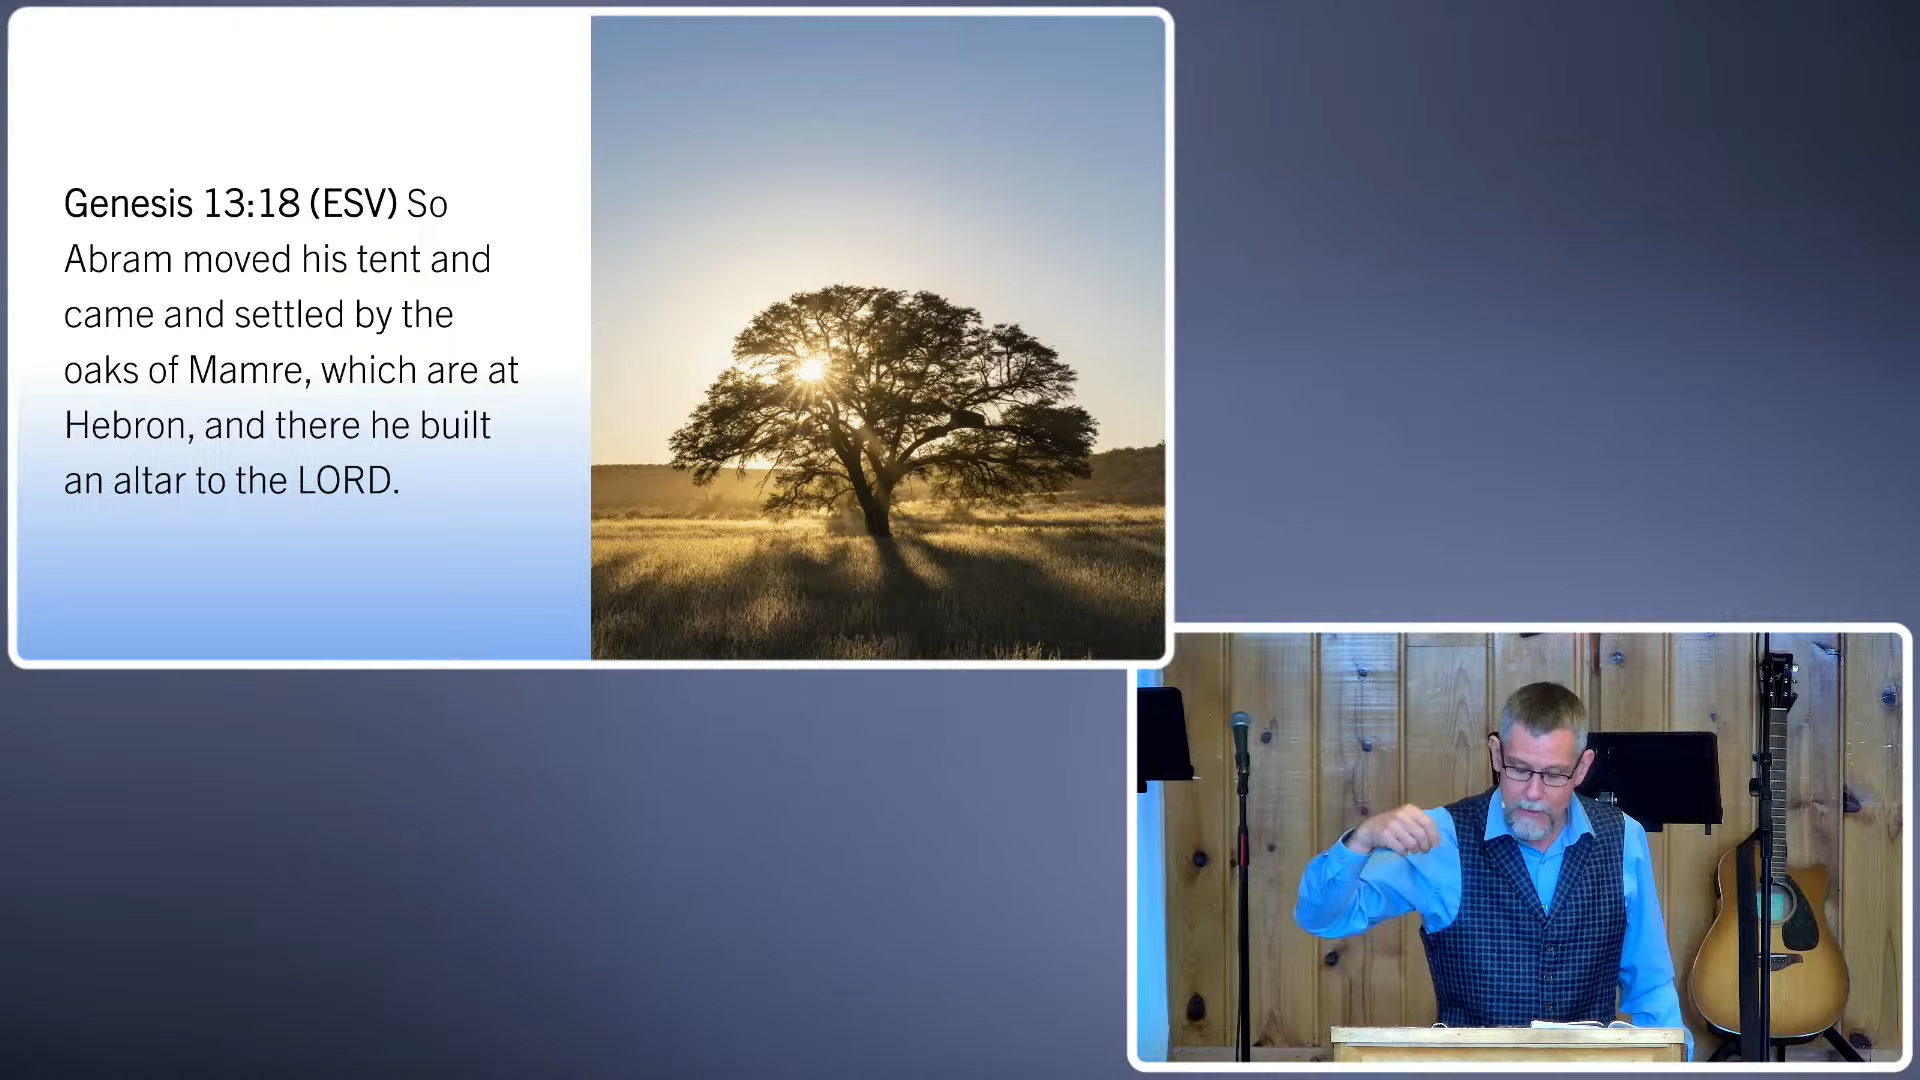 Genesis 13:18 (ESV) So
Abram moved his tent and
came and settled by the
oaks of Mamre, which are at
Hebron, and there he built
an altar to the LORD.